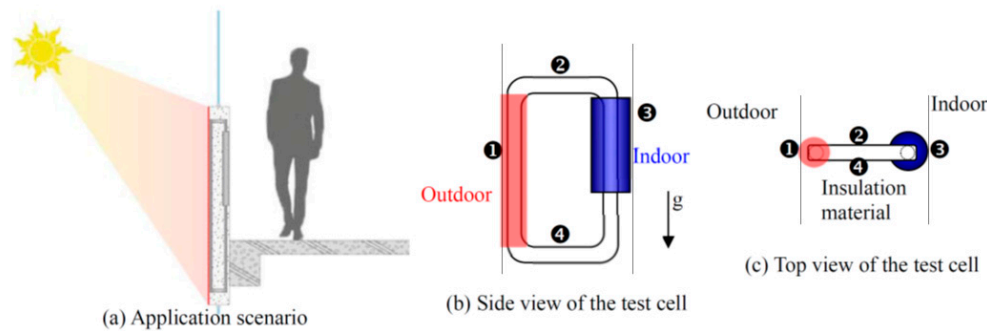 (a) Application scenario
❷
❸
❶
Indoor
Outdoor
g
❹
(b) Side view of the test cell
Outdoor
Indoor
❷
❶
❸
❹
Insulation
material
(c) Top view of the test cell